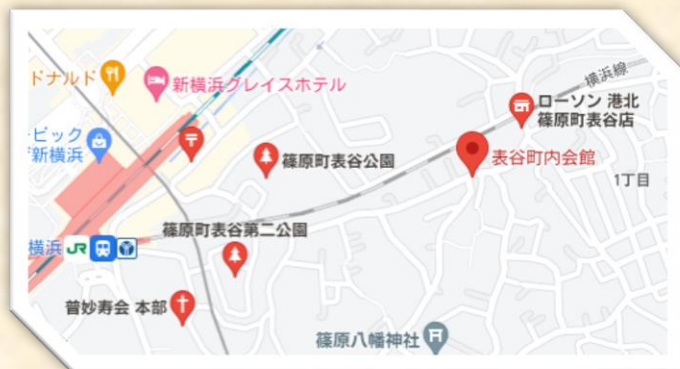 ドナルド
新横浜グレイスホテル
横浜線
ローソン 港北
篠原町表谷店
ービック
新横浜
〒
篠原町表谷公園
表谷町内会館
1丁目
篠原町表谷第二公園
横浜 JR
普妙寿会 本部
篠原八幡神社